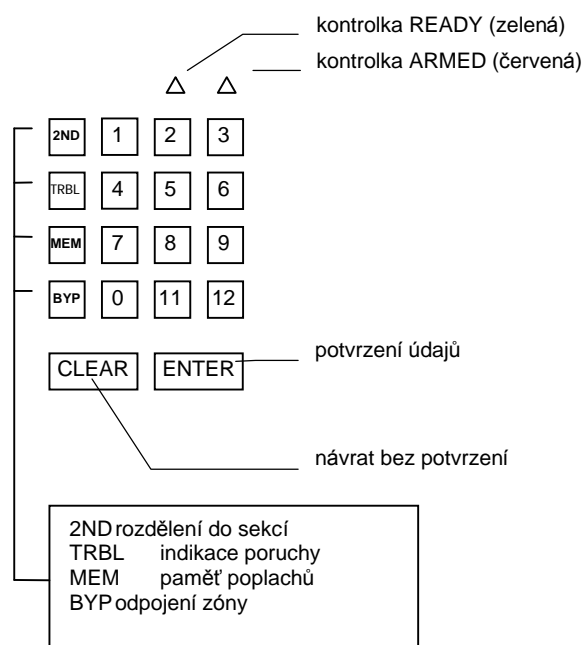 kontrolka READY (zelená)
kontrolka ARMED (červená)
2ND 1 2 3
TRBL 4 5 6
MEM 7 8 9
BYP 0 11 12
CLEAR ENTER
potvrzení údajů
návrat bez potvrzení
2ND rozdělení do sekcí
TRBL indikace poruchy
MEM paměť poplachů
BYP odpojení zóny